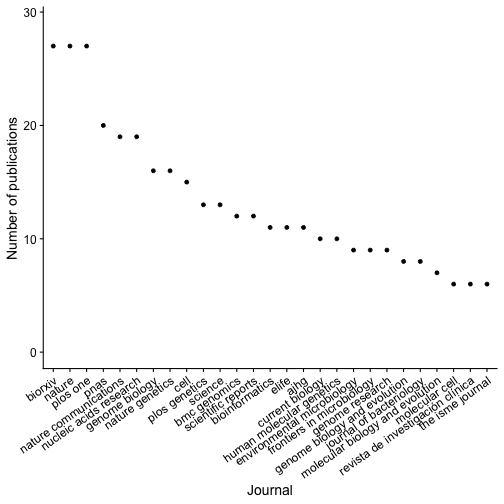 30
20
10
0
Number of publications
biorxiv
nature
plos one
pnas
nature communications
nucleic acids research
genome biology
nature genetics
cell
plos genetics
science
bmc genomics
scientific reports
bioinformatics
elife
ajhg
current biology
human molecular genetics
environmental microbiology
frontiers in microbiology
genome research
genome biology and evolution
journal of bacteriology
molecular biology and evolution
molecular cell
revista de investigación clínica
the isme journal
Journal